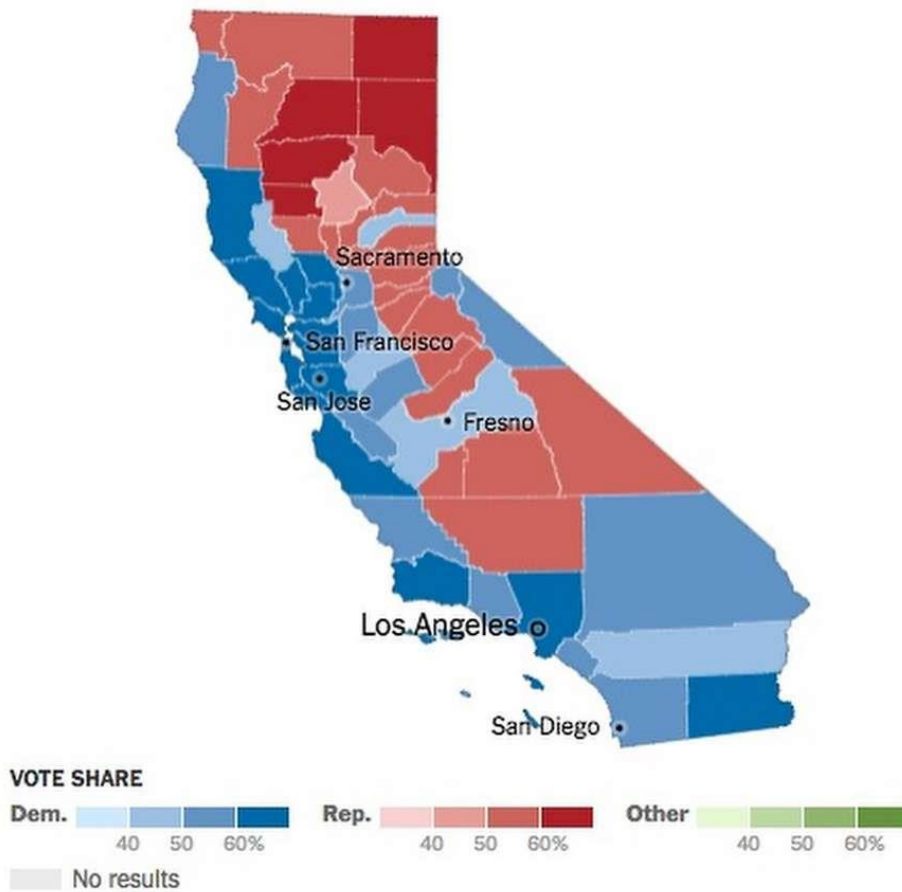 Sacramento
San Francisco
San Jose
Fresno
Los Angeles
San Diego
VOTE SHARE
Dem. Rep. Other
40 50 60% 40 50 60% 40 50 60%
No results